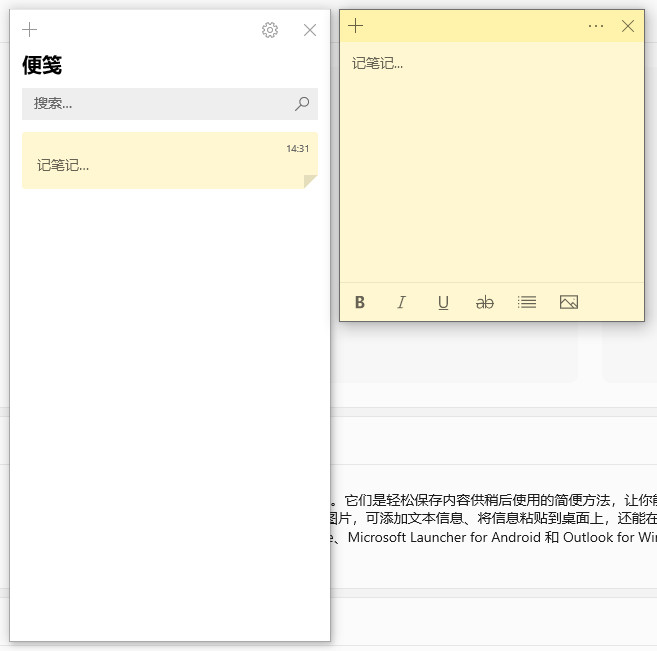 便笺
搜索...
14:31
记笔记...
记笔记...
B I U ab
。它们是轻松保存内容供稍后使用的简便方法，让你
图片，可添加文本信息、将信息粘贴到桌面上，还能在
e、Microsoft Launcher for Android 和 Outlook for Wi